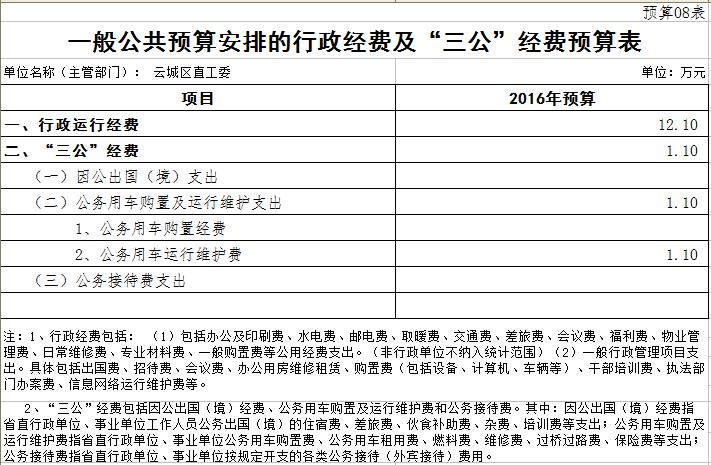 预算08表
一般公共预算安排的行政经费及“三公”经费预算表
单位名称（主管部门）： 云城区直工委 单位：万元
项目 2016年预算
一、行政运行经费 12.10
二、“三公”经费 1.10
（一）因公出国（境）支出
（二）公务用车购置及运行维护支出 1.10
1、公务用车购置经费
2、公务用车运行维护费 1.10
（三）公务接待费支出
注：1、行政经费包括： （1）包括办公及印刷费、水电费、邮电费、取暖费、交通费、差旅费、会议费、福利费、物业管
理费、日常维修费、专业材料费、一般购置费等公用经费支出。（非行政单位不纳入统计范围）（2）一般行政管理项目支
出。具体包括出国费、招待费、会议费、办公用房维修租赁、购置费（包括设备、计算机、车辆等）、干部培训费、执法部
门办案费、信息网络运行维护费等。
2、“三公”经费包括因公出国（境）经费、公务用车购置及运行维护费和公务接待费。其中：因公出国（境）经费指
省直行政单位、事业单位工作人员公务出国（境）的住宿费、差旅费、伙食补助费、杂费、培训费等支出；公务用车购置及
运行维护费指省直行政单位、事业单位公务用车购置费、公务用车租用费、燃料费、维修费、过桥过路费、保险费等支出；
公务接待费指省直行政单位、事业单位按规定开支的各类公务接待（外宾接待）费用。